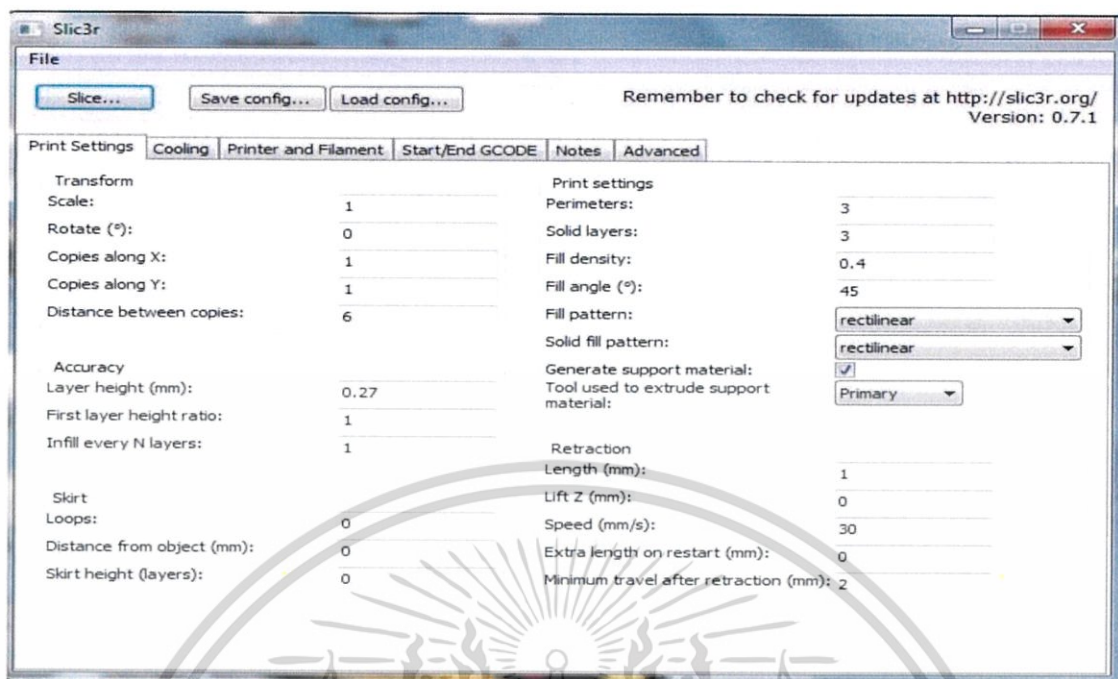 Slic3r
File
Slice... Save config... Load config...
Remember to check for updates at http://slic3r.org/
Version: 0.7.1
Print Settings Cooling Printer and Filament Start/End GCODE Notes Advanced
Transform
Scale: 1
Rotate (°): 0
Copies along X: 1
Copies along Y: 1
Distance between copies: 6
Accuracy
Layer height (mm): 0.27
First layer height ratio: 1
Infill every N layers: 1
Skirt
Loops: 0
Distance from object (mm): 0
Skirt height (layers): 0
Print settings
Perimeters: 3
Solid layers: 3
Fill density: 0.4
Fill angle (°): 45
Fill pattern: rectilinear
Solid fill pattern: rectilinear
Generate support material:
Tool used to extrude support
material: Primary
Retraction
Length (mm): 1
Lift Z (mm): 0
Speed (mm/s): 30
Extra length on restart (mm): 0
Minimum travel after retraction (mm): 2